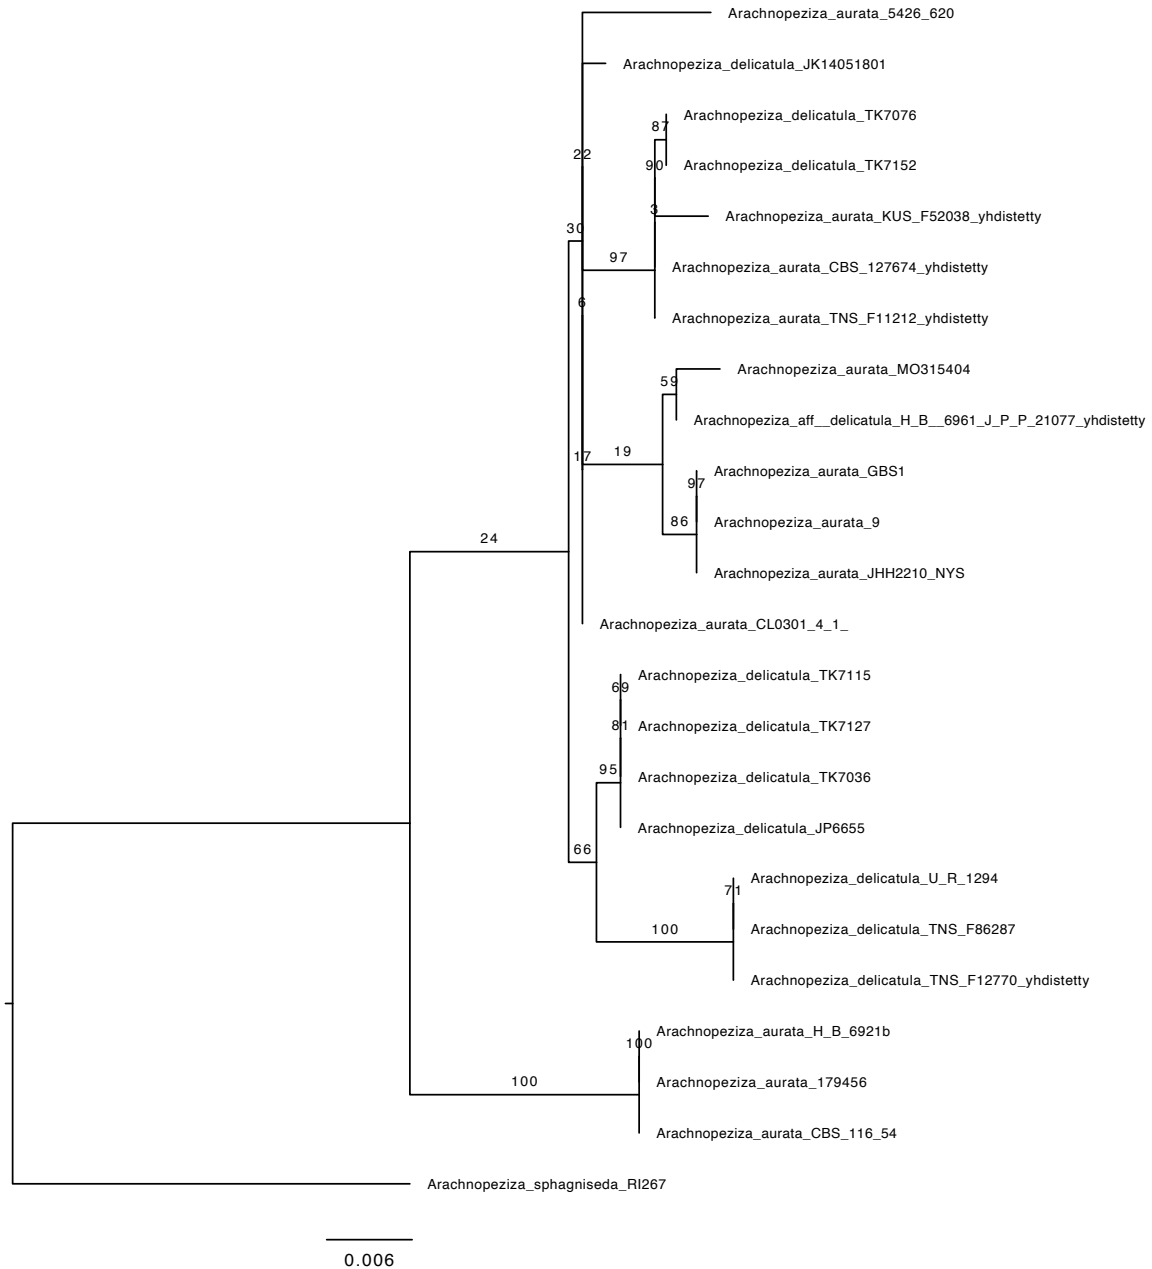 Arachnopeziza_aurata_5426_620
Arachnopeziza_delicatula_JK14051801
Arachnopeziza_delicatula_TK7076
87
22
90
Arachnopeziza_delicatula_TK7152
3
Arachnopeziza_aurata_KUS_F52038_yhdistetty
30
97
Arachnopeziza_aurata_CBS_127674_yhdistetty
6
Arachnopeziza_aurata_TNS_F11212_yhdistetty
Arachnopeziza_aurata_MO315404
59
Arachnopeziza_aff__delicatula_H_B__6961_J_P_P_21077_yhdistetty
17
19
Arachnopeziza_aurata_GBS1
97
86
Arachnopeziza_aurata_9
24
Arachnopeziza_aurata_JHH2210_NYS
Arachnopeziza_aurata_CL0301_4_1_
Arachnopeziza_delicatula_TK7115
69
81
Arachnopeziza_delicatula_TK7127
95
Arachnopeziza_delicatula_TK7036
Arachnopeziza_delicatula_JP6655
66
Arachnopeziza_delicatula_U_R_1294
71
100
Arachnopeziza_delicatula_TNS_F86287
Arachnopeziza_delicatula_TNS_F12770_yhdistetty
Arachnopeziza_aurata_H_B_6921b
100
100
Arachnopeziza_aurata_179456
Arachnopeziza_aurata_CBS_116_54
Arachnopeziza_sphagniseda_RI267
0.006